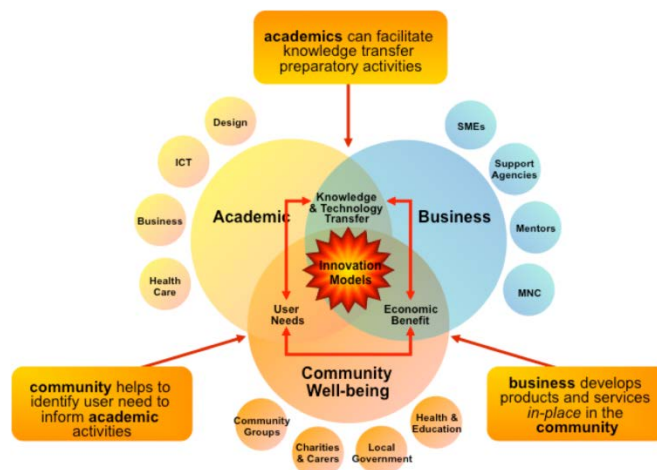 academics can facilitate
knowledge transfer
preparatory activities
Design
ICT
Business
Health
Care
SMEs
Support
Agencies
Mentors
MNC
Academic
Business
Knowledge
& Technology
Transfer
Innovation
Models
User
Needs
Economic
Benefit
Community
Well-being
community helps to
identify user need to
inform academic
activities
business develops
products and services
in-place in the
community
Community
Groups
Charities
& Carers
Local
Government
Health &
Education